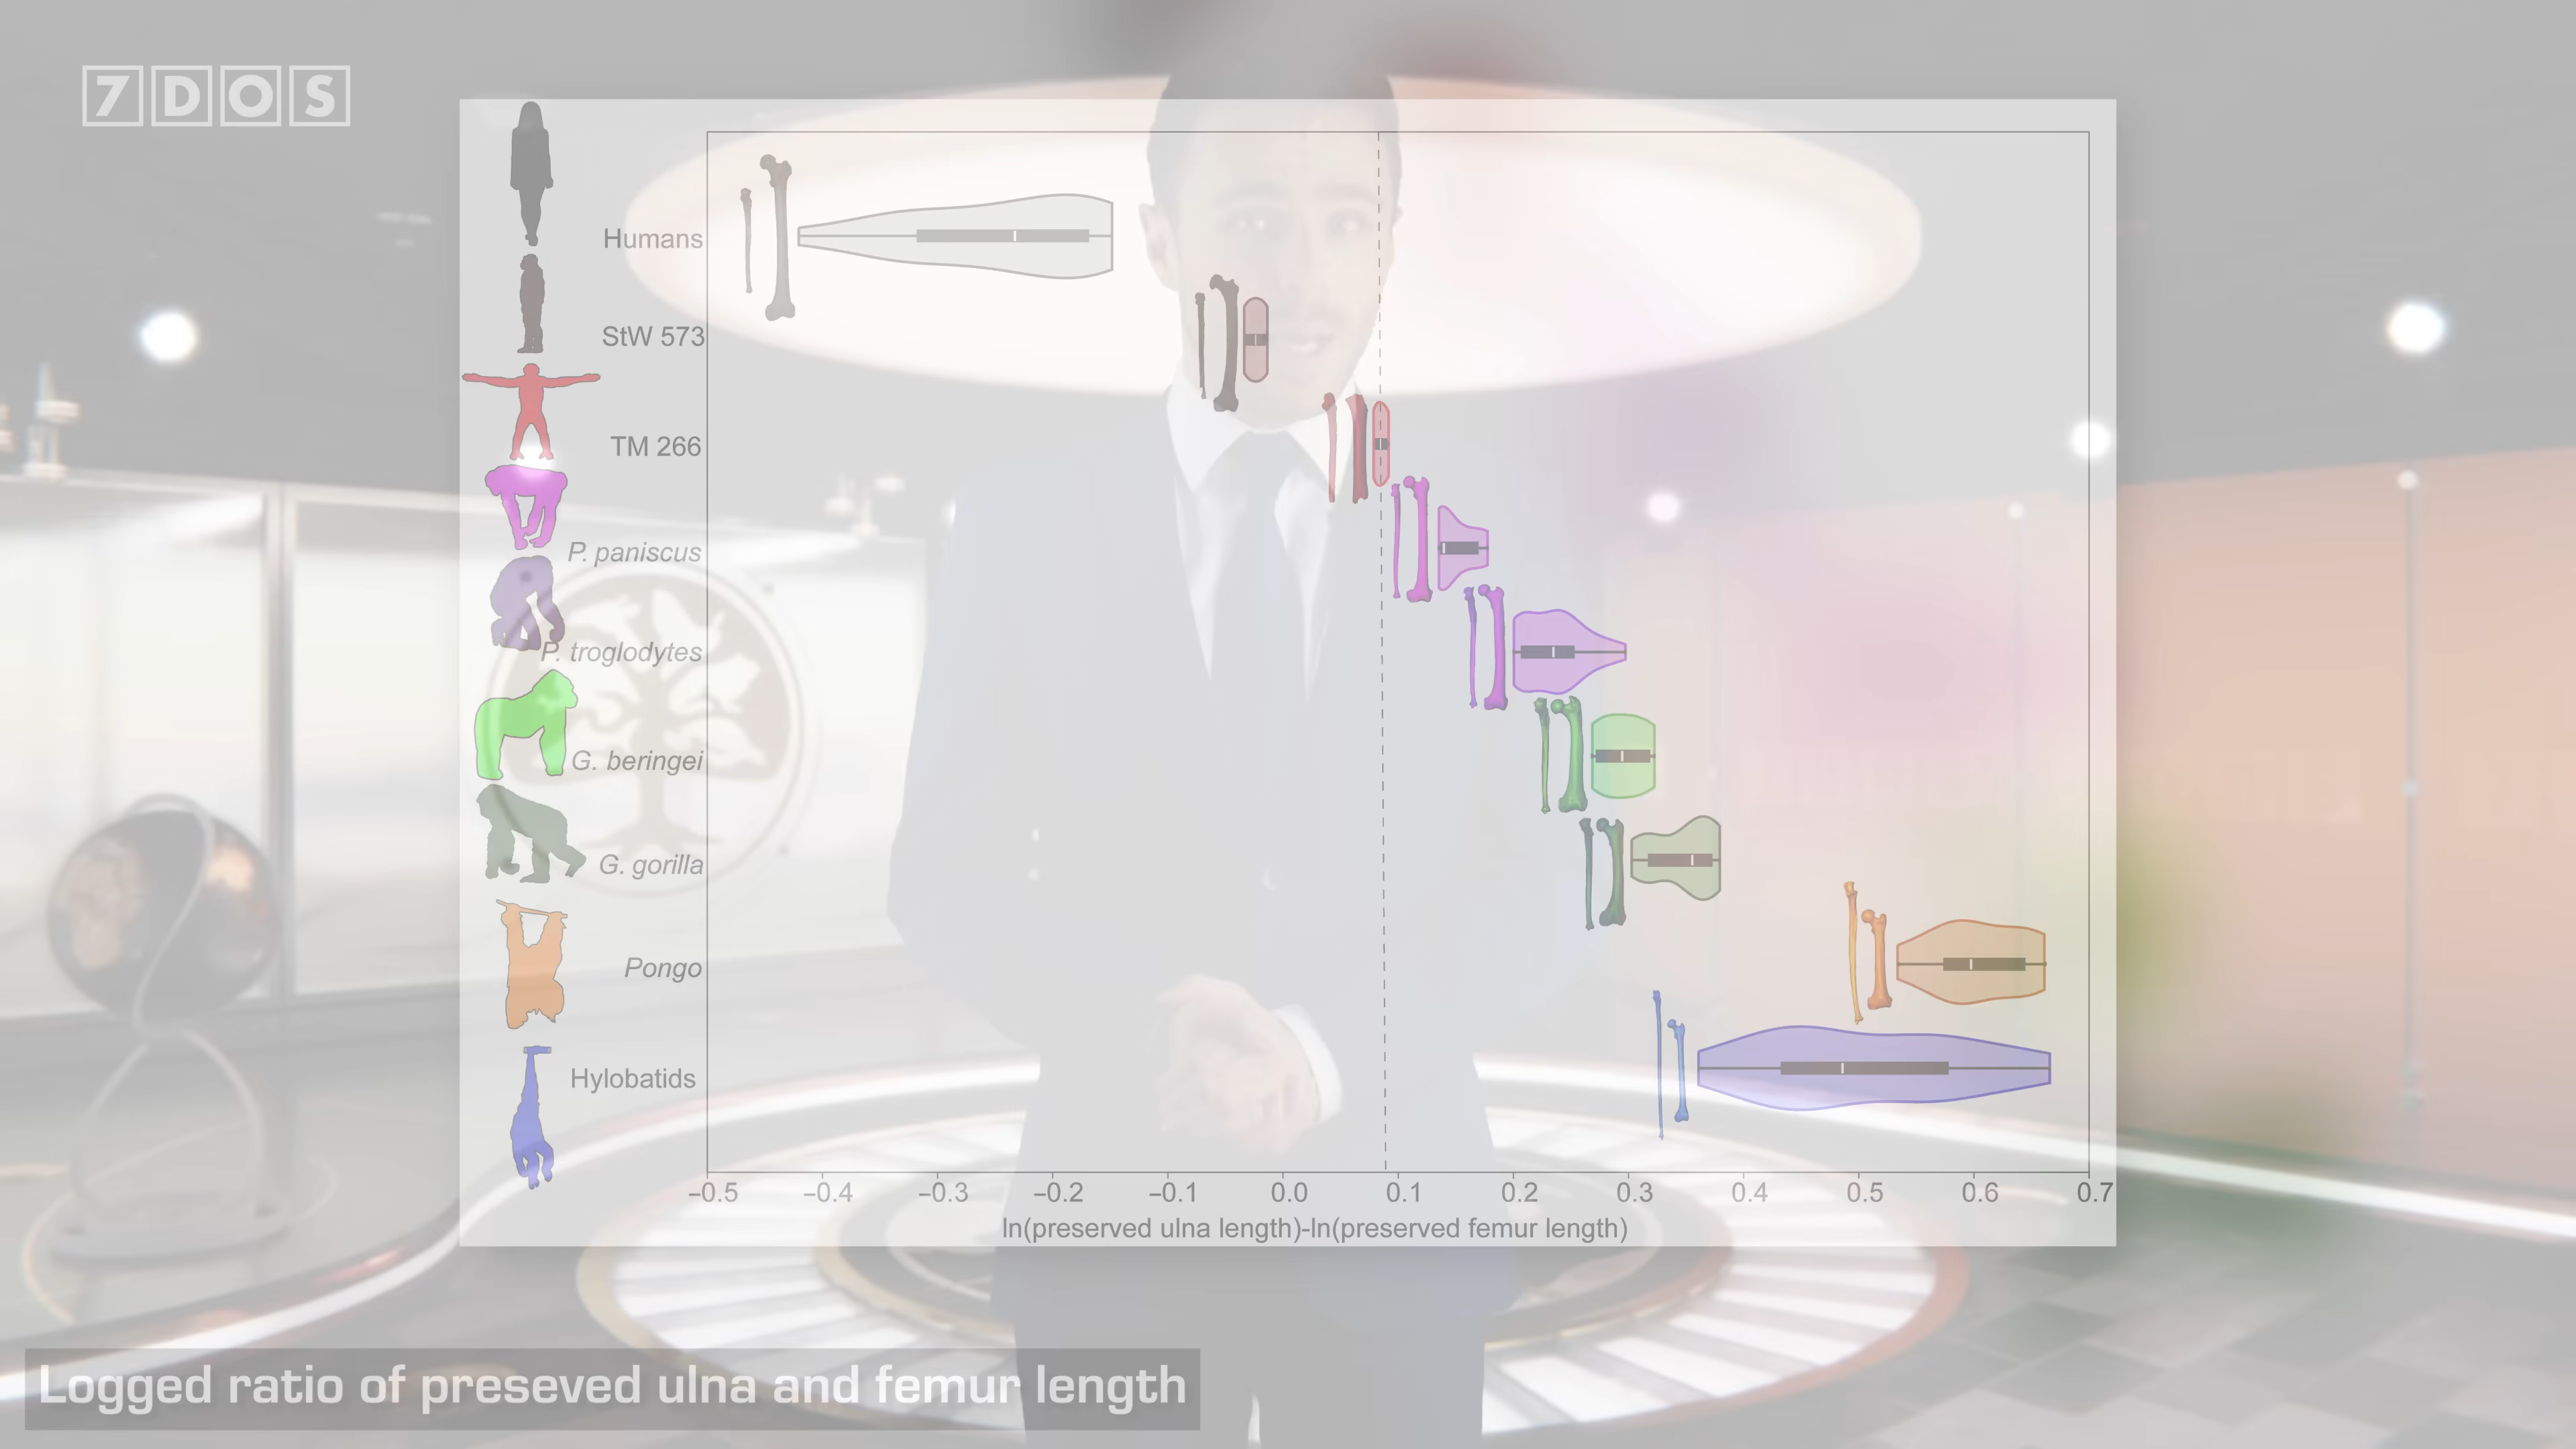 7DOS
Humans
StW 573
TM 266
P. paniscus
P. troglodytes
G. beringei
G. gorilla
Pongo
Hylobatids
−0.5 −0.4 −0.3 −0.2 −0.1 0.0 0.1 0.2 0.3 0.4 0.5 0.6 0.7
ln(preserved ulna length)-ln(preserved femur length)
Logged ratio of preseved ulna and femur length